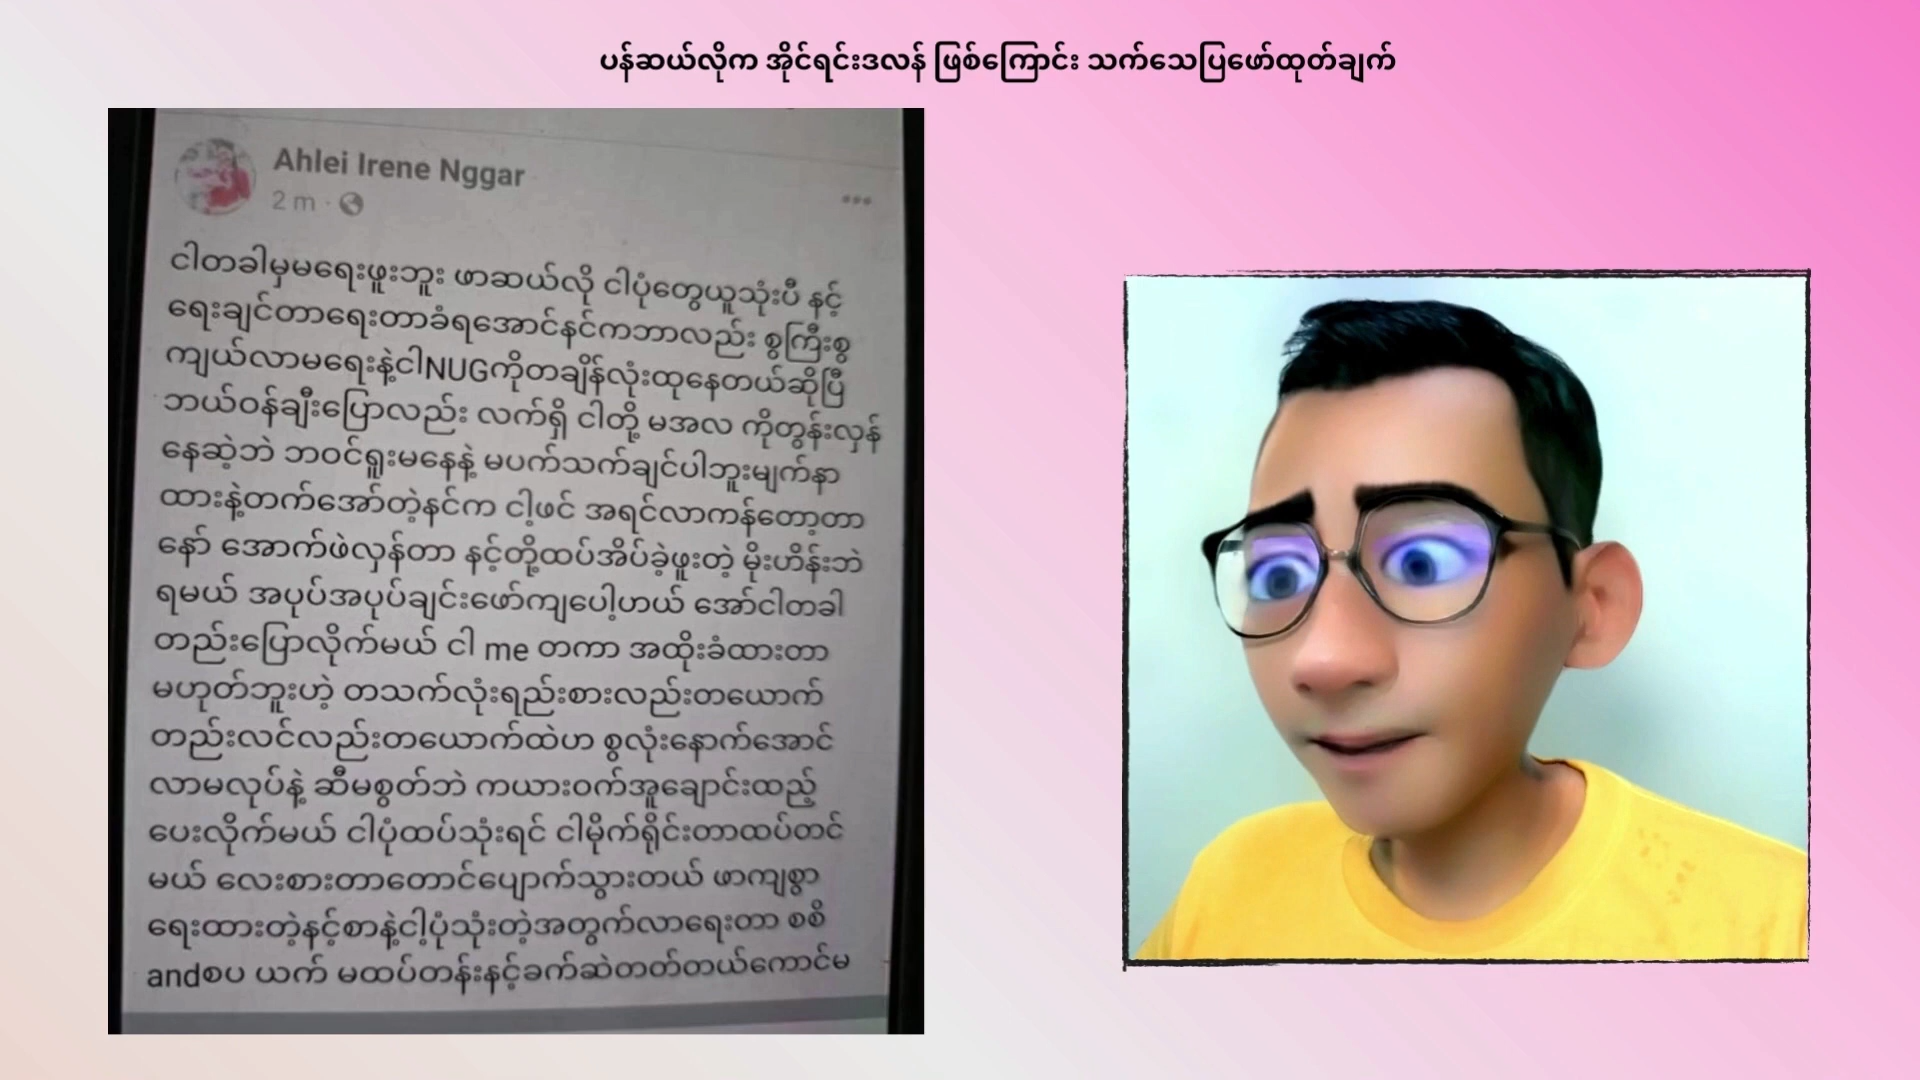 ပန်ဆယ်လိုက အိုင်ရင်းဒလန် ဖြစ်ကြောင်း သက်သေပြဖော်ထုတ်ချက်
Ahlei Irene Nggar
2 m
ငါတခါမှမရေးဖူးဘူး ဖာဆယ်လို ငါပုံတွေယူသုံးပီ နင့်
ရေးချင်တာရေးတာခံရအောင်နင်ကဘာလည်း စွကြီးစွ
ကျယ်လာမရေးနဲ့ငါNUGကိုတချိန်လုံးထုနေတယ်ဆိုပြီ
ဘယ်ဝန်ချီးပြောလည်း လက်ရှိ ငါတို့ မအလ ကိုတွန်းလှန်
နေဆဲ့ဘဲ ဘဝင်ရူးမနေနဲ့ မပက်သက်ချင်ပါဘူးမျက်နာ
ထားနဲ့တက်အော်တဲ့နင်က ငါ့ဖင် အရင်လာကန်တော့တာ
နော် အောက်ဖဲလှန်တာ နင့်တို့ထပ်အိပ်ခဲ့ဖူးတဲ့ မိုးဟိန်းဘဲ
ရမယ် အပုပ်အပုပ်ချင်းဖော်ကျပေါ့ဟယ် အော်ငါတခါ
တည်းပြောလိုက်မယ် ငါ me တကာ အထိုးခံထားတာ
မဟုတ်ဘူးဟဲ့ တသက်လုံးရည်းစားလည်းတယောက်
တည်းလင်လည်းတယောက်ထဲဟ စွလုံးနောက်အောင်
လာမလုပ်နဲ့ ဆီမစွတ်ဘဲ ကယားဝက်အူချောင်းထည့်
ပေးလိုက်မယ် ငါပုံထပ်သုံးရင် ငါမိုက်ရိုင်းတာထပ်တင်
မယ် လေးစားတာတောင်ပျောက်သွားတယ် ဖာကျစွာ
ရေးထားတဲ့နင့်စာနဲ့ငါ့ပုံသုံးတဲ့အတွက်လာရေးတာ စစိ
andစပ ယက် မထပ်တန်းနင့်ခက်ဆဲတတ်တယ်ကောင်မ